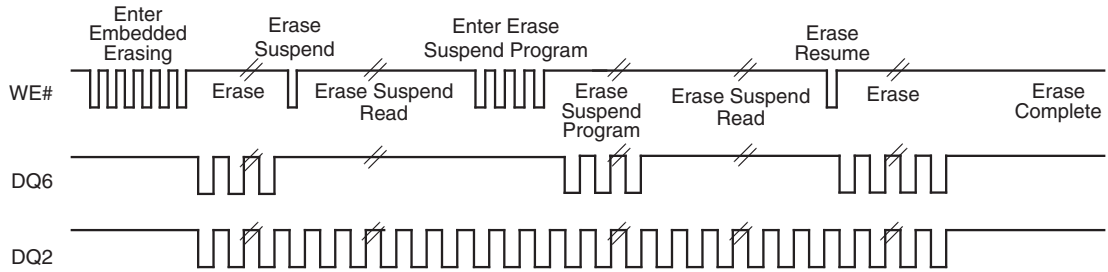 Enter
Embedded
Erasing
Erase
Suspend
Enter Erase
Suspend Program
Erase
Resume
WE#
Erase
Erase Suspend
Read
Erase
Suspend
Program
Erase Suspend
Read
Erase
Erase
Complete
DQ6
DQ2